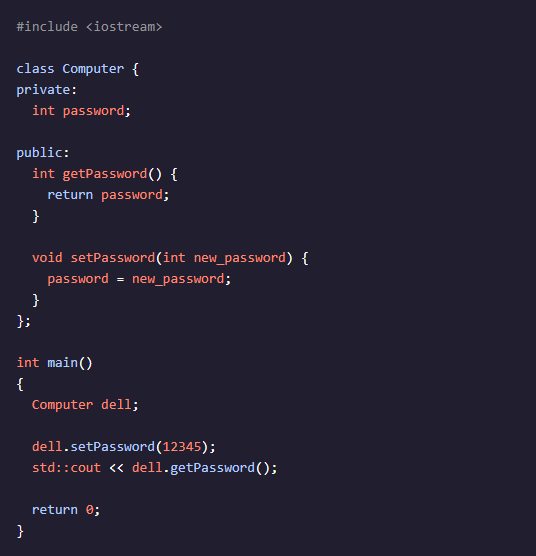 #include <iostream>

class Computer {
private:
  int password;

public:
  int getPassword() {
    return password;
  }

  void setPassword(int new_password) {
    password = new_password;
  }
};

int main()
{
  Computer dell;

  dell.setPassword(12345);
  std::cout << dell.getPassword();

  return 0;
}